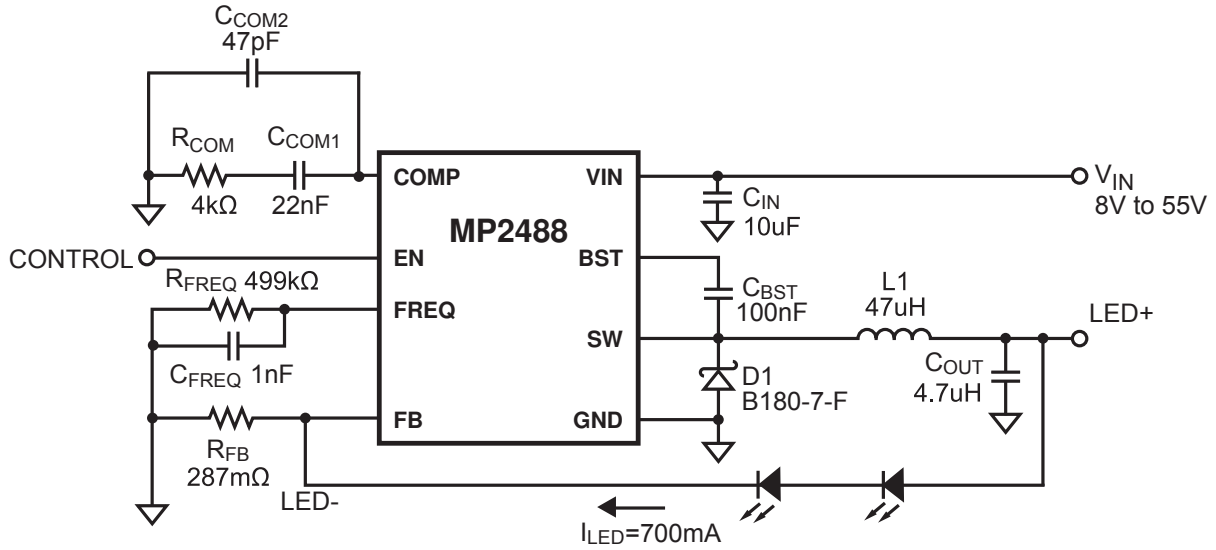 CCOM2
47pF
RCOM
CCOM1
4kΩ
22nF
COMP
VIN
VIN
8V to 55V
CIN
10uF
MP2488
CONTROL
EN
BST
RFREQ 499kΩ
CBST
100nF
L1
47uH
LED+
FREQ
SW
CFREQ 1nF
D1
B180-7-F
COUT
4.7uH
FB
GND
RFB
287mΩ
LED-
ILED=700mA